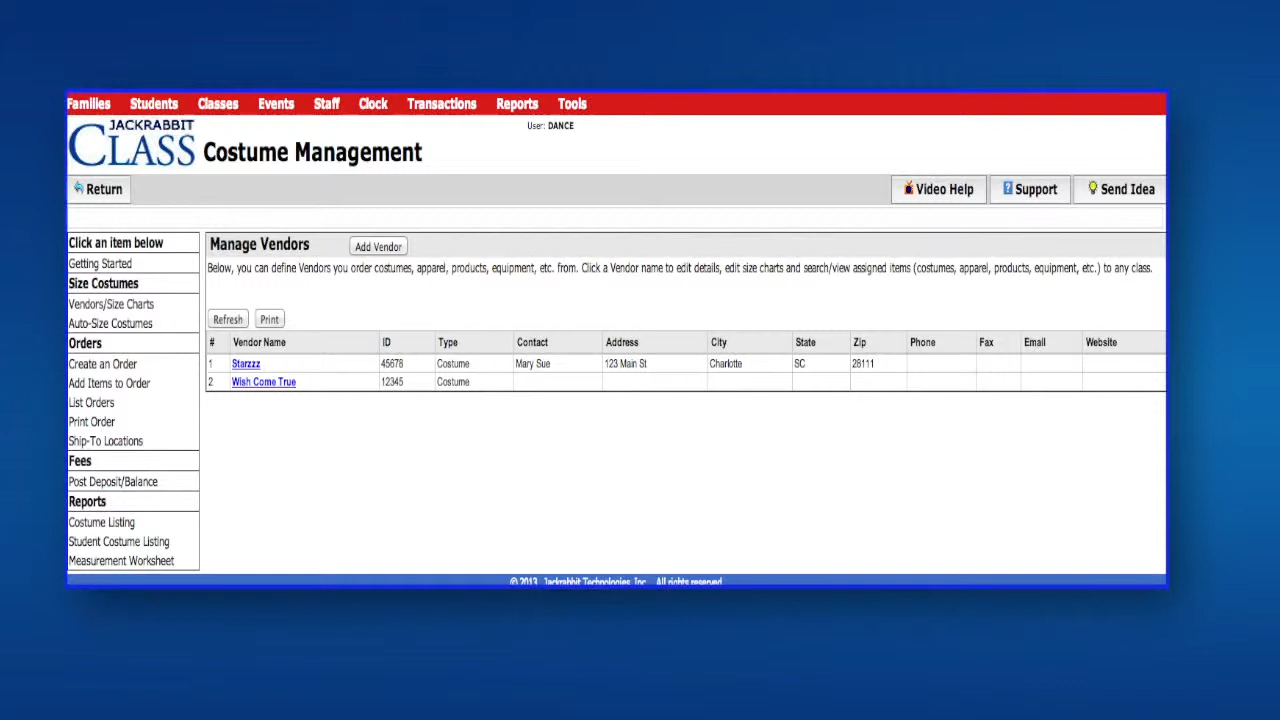 Families Students Classes Events Staff Clock Transactions Reports Tools
User: DANCE
JACKRABBIT
CLASS Costume Management
Return Video Help ? Support Send Idea
Click an item below
Getting Started
Size Costumes
Vendors/Size Charts
Auto-Size Costumes
Orders
Create an Order
Add Items to Order
List Orders
Print Order
Ship-To Locations
Fees
Post Deposit/Balance
Reports
Costume Listing
Student Costume Listing
Measurement Worksheet
Manage Vendors Add Vendor
Below, you can define Vendors you order costumes, apparel, products, equipment, etc. from. Click a Vendor name to edit details, edit size charts and search/view assigned items (costumes, apparel, products, equipment, etc.) to any class.
Refresh Print
# Vendor Name ID Type Contact Address City State Zip Phone Fax Email Website
1 Starzzz 45678 Costume Mary Sue 123 Main St Charlotte SC 28111
2 Wish Come True 12345 Costume
© 2013 Jackrabbit Technologies, Inc. All rights reserved